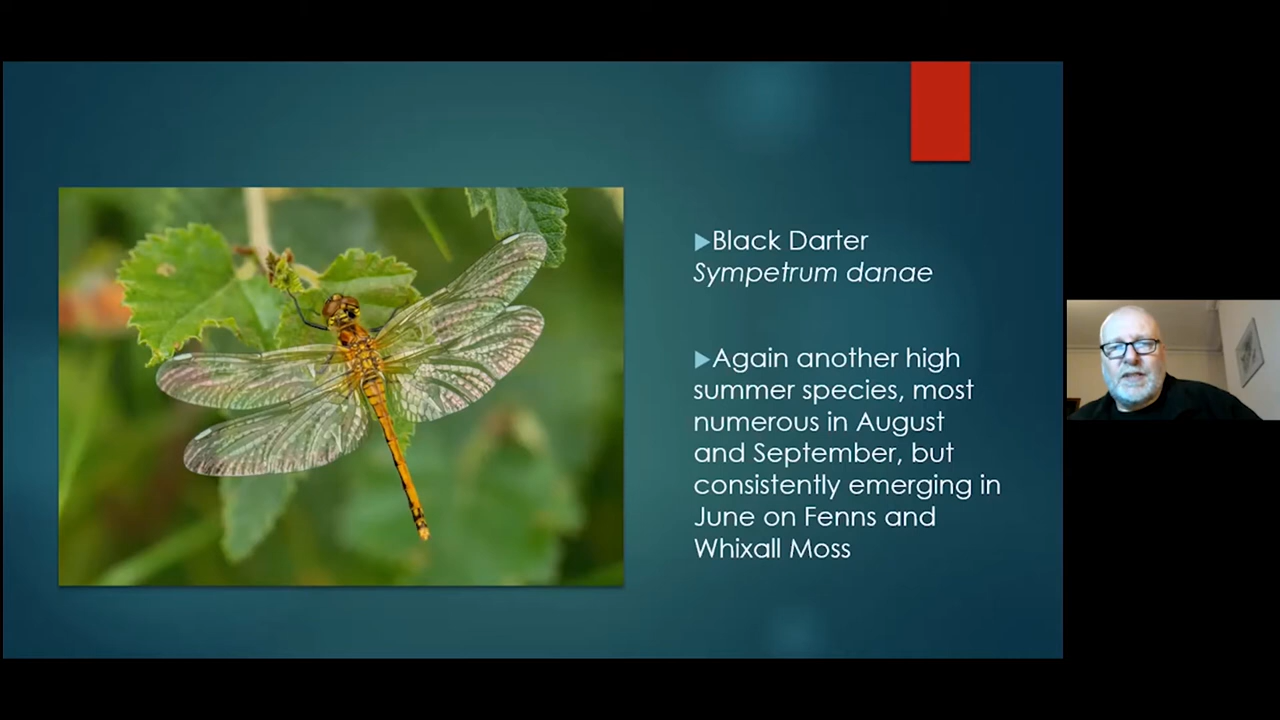 Black Darter
Sympetrum danae
Again another high
summer species, most
numerous in August
and September, but
consistently emerging in
June on Fenns and
Whixall Moss